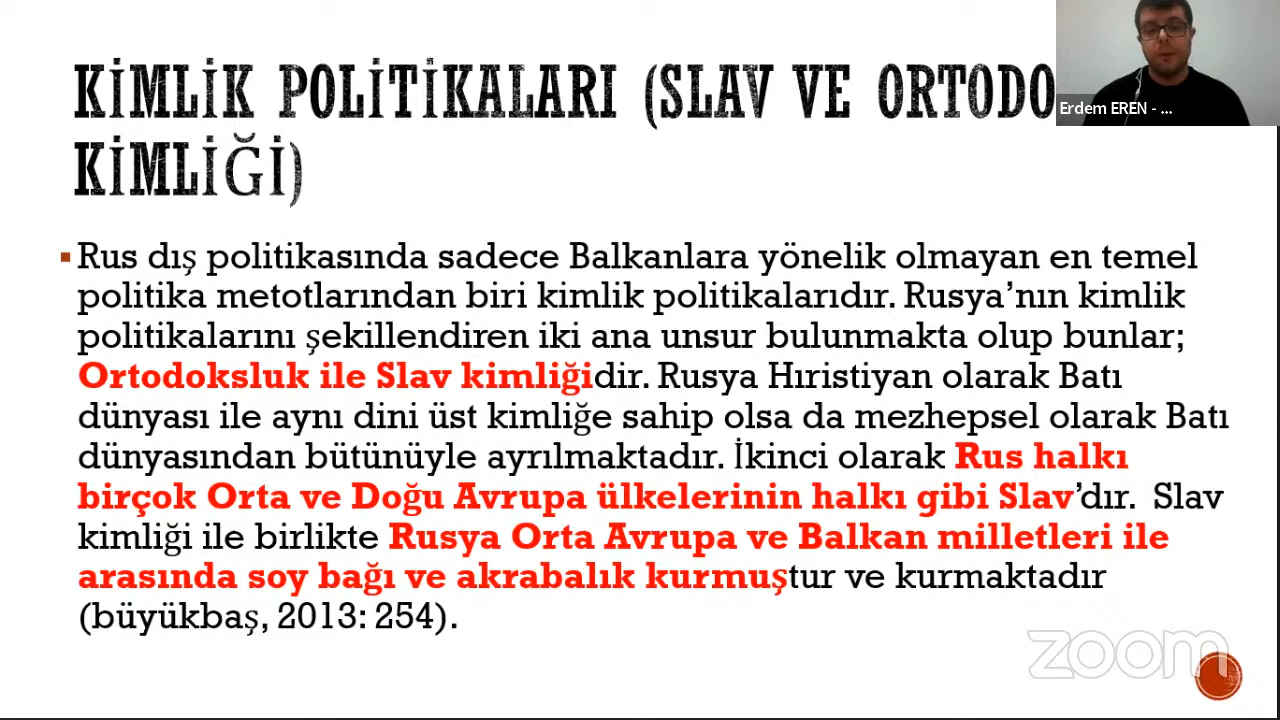 KİMLİK POLİTİKALARI (SLAV VE ORTODO
KİMLİĞİ)
Erdem EREN - ...
Rus dış politikasında sadece Balkanlara yönelik olmayan en temel
politika metotlarından biri kimlik politikalarıdır. Rusya’nın kimlik
politikalarını şekillendiren iki ana unsur bulunmakta olup bunlar;
Ortodoksluk ile Slav kimliğidir. Rusya Hıristiyan olarak Batı
dünyası ile aynı dini üst kimliğe sahip olsa da mezhepsel olarak Batı
dünyasından bütünüyle ayrılmaktadır. İkinci olarak Rus halkı
birçok Orta ve Doğu Avrupa ülkelerinin halkı gibi Slav’dır. Slav
kimliği ile birlikte Rusya Orta Avrupa ve Balkan milletleri ile
arasında soy bağı ve akrabalık kurmuştur ve kurmaktadır
(büyükbaş, 2013: 254).
zoom